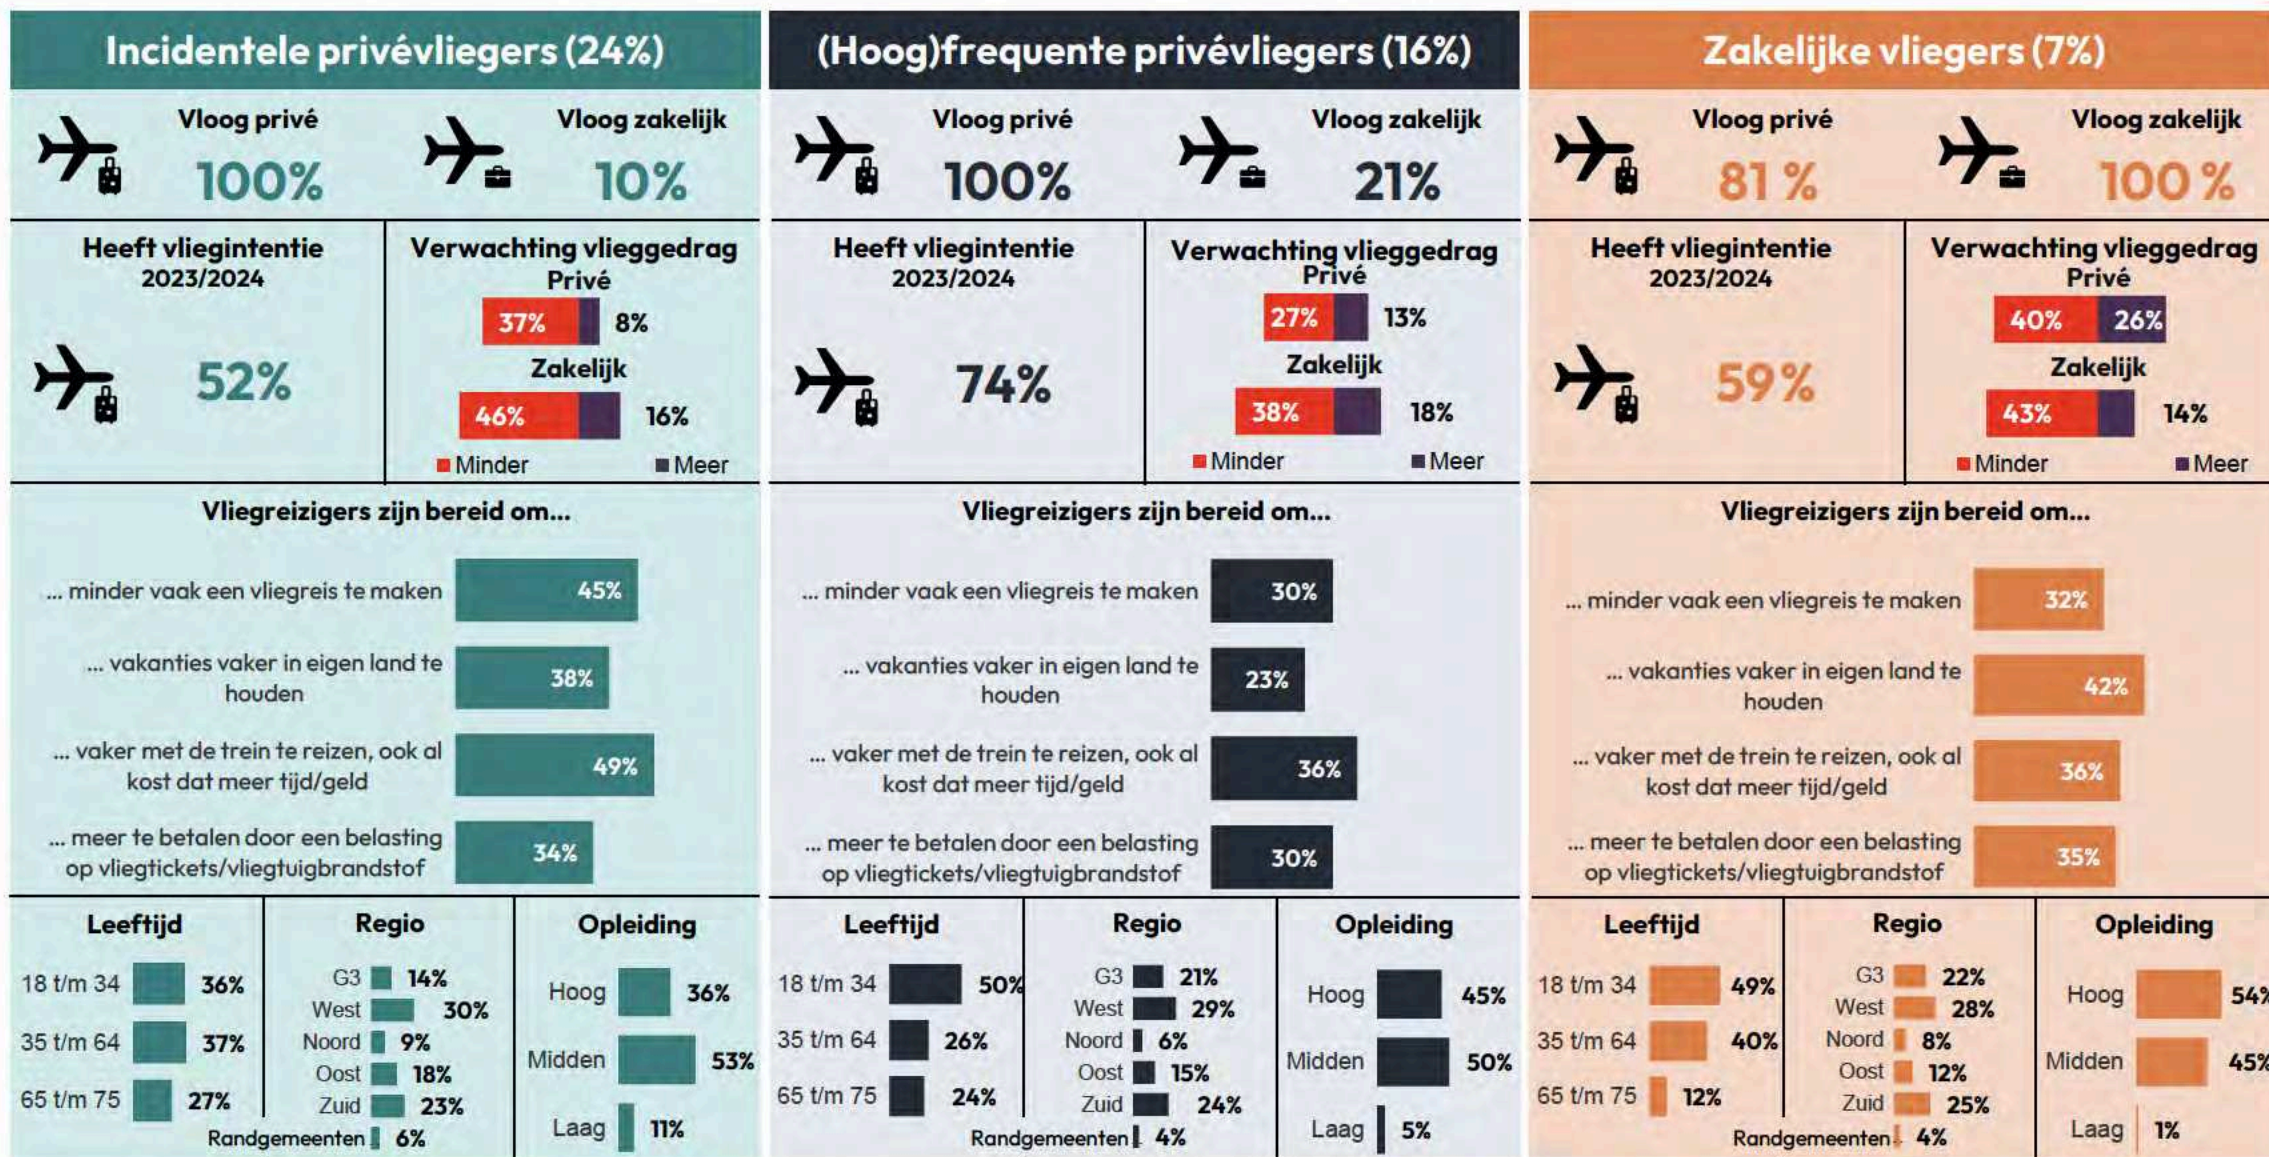 Incidentele privévliegers (24%)
Vloog privé
100%
Vloog zakelijk
10%
Heeft vliegintentie
2023/2024
52%
Verwachting vlieggedrag
Privé
37% 8%
Zakelijk
46% 16%
Minder Meer
Vliegreizigers zijn bereid om...
... minder vaak een vliegreis te maken 45%
... vakanties vaker in eigen land te
houden 38%
... vaker met de trein te reizen, ook al
kost dat meer tijd/geld 49%
... meer te betalen door een belasting
op vliegtickets/vliegtuigbrandstof 34%
Leeftijd
18 t/m 34 36%
35 t/m 64 37%
65 t/m 75 27%
Regio
G3 14%
West 30%
Noord 9%
Oost 18%
Zuid 23%
Randgemeenten 6%
Opleiding
Hoog 36%
Midden 53%
Laag 11%
(Hoog)frequente privévliegers (16%)
Vloog privé
100%
Vloog zakelijk
21%
Heeft vliegintentie
2023/2024
74%
Verwachting vlieggedrag
Privé
27% 13%
Zakelijk
38% 18%
Minder Meer
Vliegreizigers zijn bereid om...
... minder vaak een vliegreis te maken 30%
... vakanties vaker in eigen land te
houden 23%
... vaker met de trein te reizen, ook al
kost dat meer tijd/geld 36%
... meer te betalen door een belasting
op vliegtickets/vliegtuigbrandstof 30%
Leeftijd
18 t/m 34 50%
35 t/m 64 26%
65 t/m 75 24%
Regio
G3 21%
West 29%
Noord 6%
Oost 15%
Zuid 24%
Randgemeenten 4%
Opleiding
Hoog 45%
Midden 50%
Laag 5%
Zakelijke vliegers (7%)
Vloog privé
81 %
Vloog zakelijk
100 %
Heeft vliegintentie
2023/2024
59%
Verwachting vlieggedrag
Privé
40% 26%
Zakelijk
43% 14%
Minder Meer
Vliegreizigers zijn bereid om...
... minder vaak een vliegreis te maken 32%
... vakanties vaker in eigen land te
houden 42%
... vaker met de trein te reizen, ook al
kost dat meer tijd/geld 36%
... meer te betalen door een belasting
op vliegtickets/vliegtuigbrandstof 35%
Leeftijd
18 t/m 34 49%
35 t/m 64 40%
65 t/m 75 12%
Regio
G3 22%
West 28%
Noord 8%
Oost 12%
Zuid 25%
Randgemeenten 4%
Opleiding
Hoog 54%
Midden 45%
Laag 1%